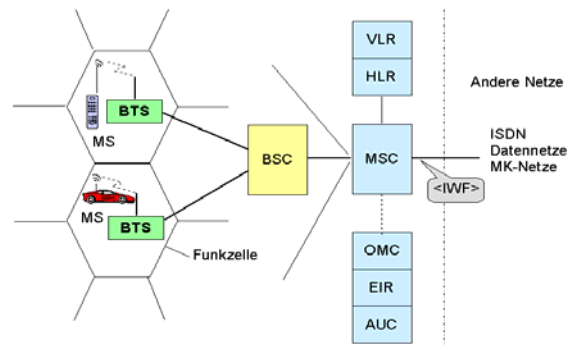 VLR
HLR
Andere Netze
BTS
MS
BSC
MSC
ISDN
Datennetze
MK-Netze
<IWF>
MS
BTS
Funkzelle
OMC
EIR
AUC